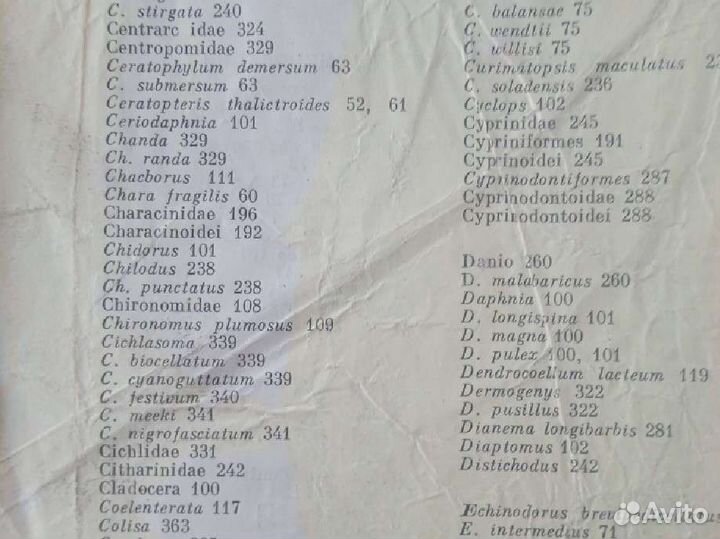 C. stirgata 240
Centrarc idae 324
Centropomidae 329
Ceratophylum demersum 63
C. submersum 63
Ceratopteris thalictroides 52, 61
Ceriodaphnia 101
Chanda 329
Ch. randa 329
Chaoborus 111
Chara fragilis 60
Characinidae 196
Characinoidei 192
Chidorus 101
Chilodus 238
Ch. punctatus 238
Chironomidae 108
Chironomus plumosus 109
Cichlasoma 339
C. biocellatum 339
C. cyanoguttatum 339
C. festivum 340
C. meeki 341
C. nigrofasciatum 341
Cichlidae 331
Citharinidae 242
Cladocera 100
Coelenterata 117
Colisa 363
C. balansae 75
C. wendtii 75
C. willisi 75
Curimatopsis maculatus
C. soladensis 236
Cyclops 102
Cyprinidae 245
Cypriniformes 191
Cyprinoidei 245
Cyprinodontiformes 287
Cyprinodontoidae 288
Cyprinodontoidei 288
Danio 260
D. malabaricus 260
Daphnia 100
D. longispina 101
D. magna 100
D. pulex 100, 101
Dendrocoellum lacteum 119
Dermogenys 322
D. pusillus 322
Dianema longibarbis 281
Diaptomus 102
Distichodus 242
Echinodorus
E. intermedius 71
Avito